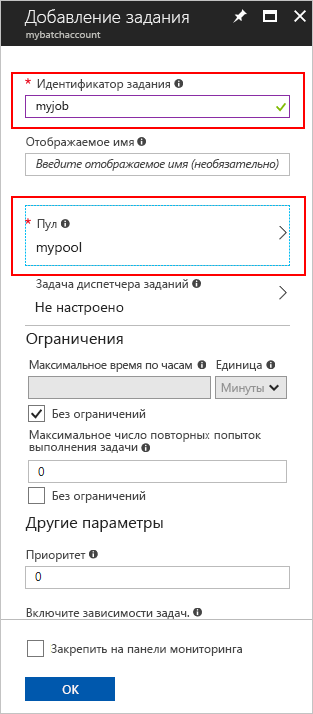 Добавление задания
mybatchaccount
* Идентификатор задания
myjob
Отображаемое имя
Введите отображаемое имя (необязательно)
* Пул
mypool
Задача диспетчера заданий
Не настроено
Ограничения
Максимальное время по часам Единица
Минуты
Без ограничений
Максимальное число повторных попыток
выполнения задачи
0
Без ограничений
Другие параметры
Приоритет
0
Включите зависимости задач.
Закрепить на панели мониторинга
ОК